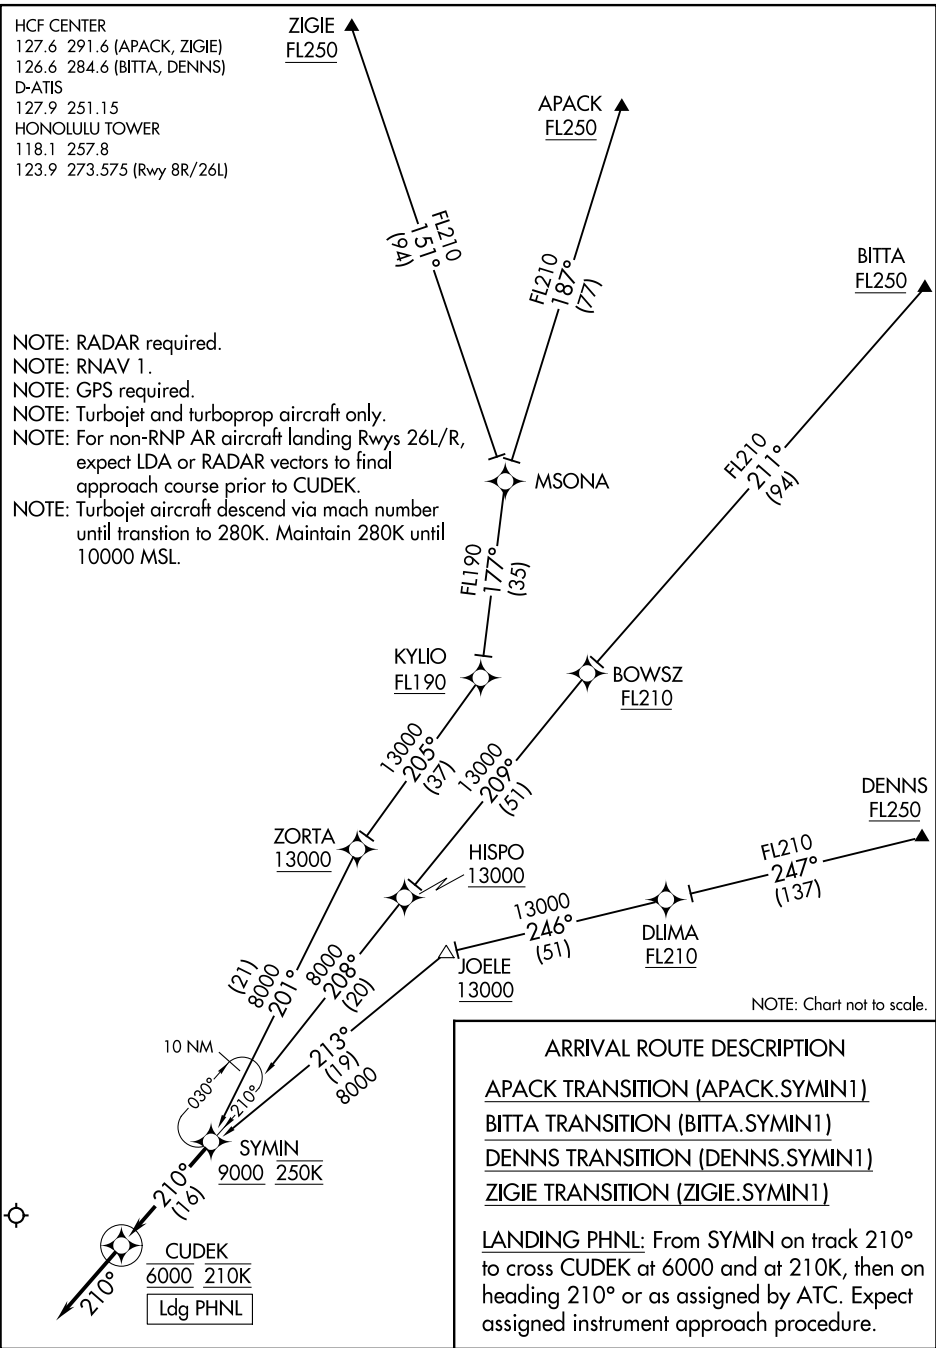 HCF CENTER
127.6 291.6 (APACK, ZIGIE)
126.6 284.6 (BITTA, DENNS)
D-ATIS
127.9 251.15
HONOLULU TOWER
118.1 257.8
123.9 273.575 (Rwy 8R/26L)
ZIGIE
FL250
APACK
FL250
BITTA
FL250
FL210
151°
(94)
FL210
187°
(77)
NOTE: RADAR required.
NOTE: RNAV 1.
NOTE: GPS required.
NOTE: Turbojet and turboprop aircraft only.
NOTE: For non-RNP AR aircraft landing Rwys 26L/R,
expect LDA or RADAR vectors to final
approach course prior to CUDEK.
NOTE: Turbojet aircraft descend via mach number
until transtion to 280K. Maintain 280K until
10000 MSL.
FL210
211°
(94)
MSONA
FL190
177°
(35)
KYLIO
FL190
BOWSZ
FL210
13000
205°
(37)
13000
209°
(51)
DENNS
FL250
ZORTA
13000
HISPO
13000
FL210
247°
(137)
13000
246°
(51)
DLIMA
FL210
JOELE
13000
(21)
8000
201°
8000
208°
(20)
213°
(19)
8000
NOTE: Chart not to scale.
10 NM
030°
210°
SYMIN
9000 250K
210°
(16)
CUDEK
6000 210K
Ldg PHNL
210°
ARRIVAL ROUTE DESCRIPTION
APACK TRANSITION (APACK.SYMIN1)
BITTA TRANSITION (BITTA.SYMIN1)
DENNS TRANSITION (DENNS.SYMIN1)
ZIGIE TRANSITION (ZIGIE.SYMIN1)
LANDING PHNL: From SYMIN on track 210°
to cross CUDEK at 6000 and at 210K, then on
heading 210° or as assigned by ATC. Expect
assigned instrument approach procedure.